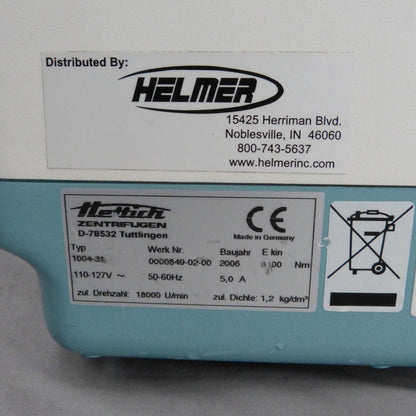 Distributed By:
HELMER
15425 Herriman Blvd.
Noblesville, IN 46060
800-743-5637
www.helmerinc.com
Hettich
ZENTRIFUGEN
D-78532 Tuttlingen
CE
Made in Germany
Typ Werk Nr. Baujahr E kin
1004-31 0000849-02-00 2006 8100 Nm
110-127V ~ 50-60Hz 5,0 A
zul. Drehzahl: 18000 U/min zul. Dichte: 1,2 kg/dm³